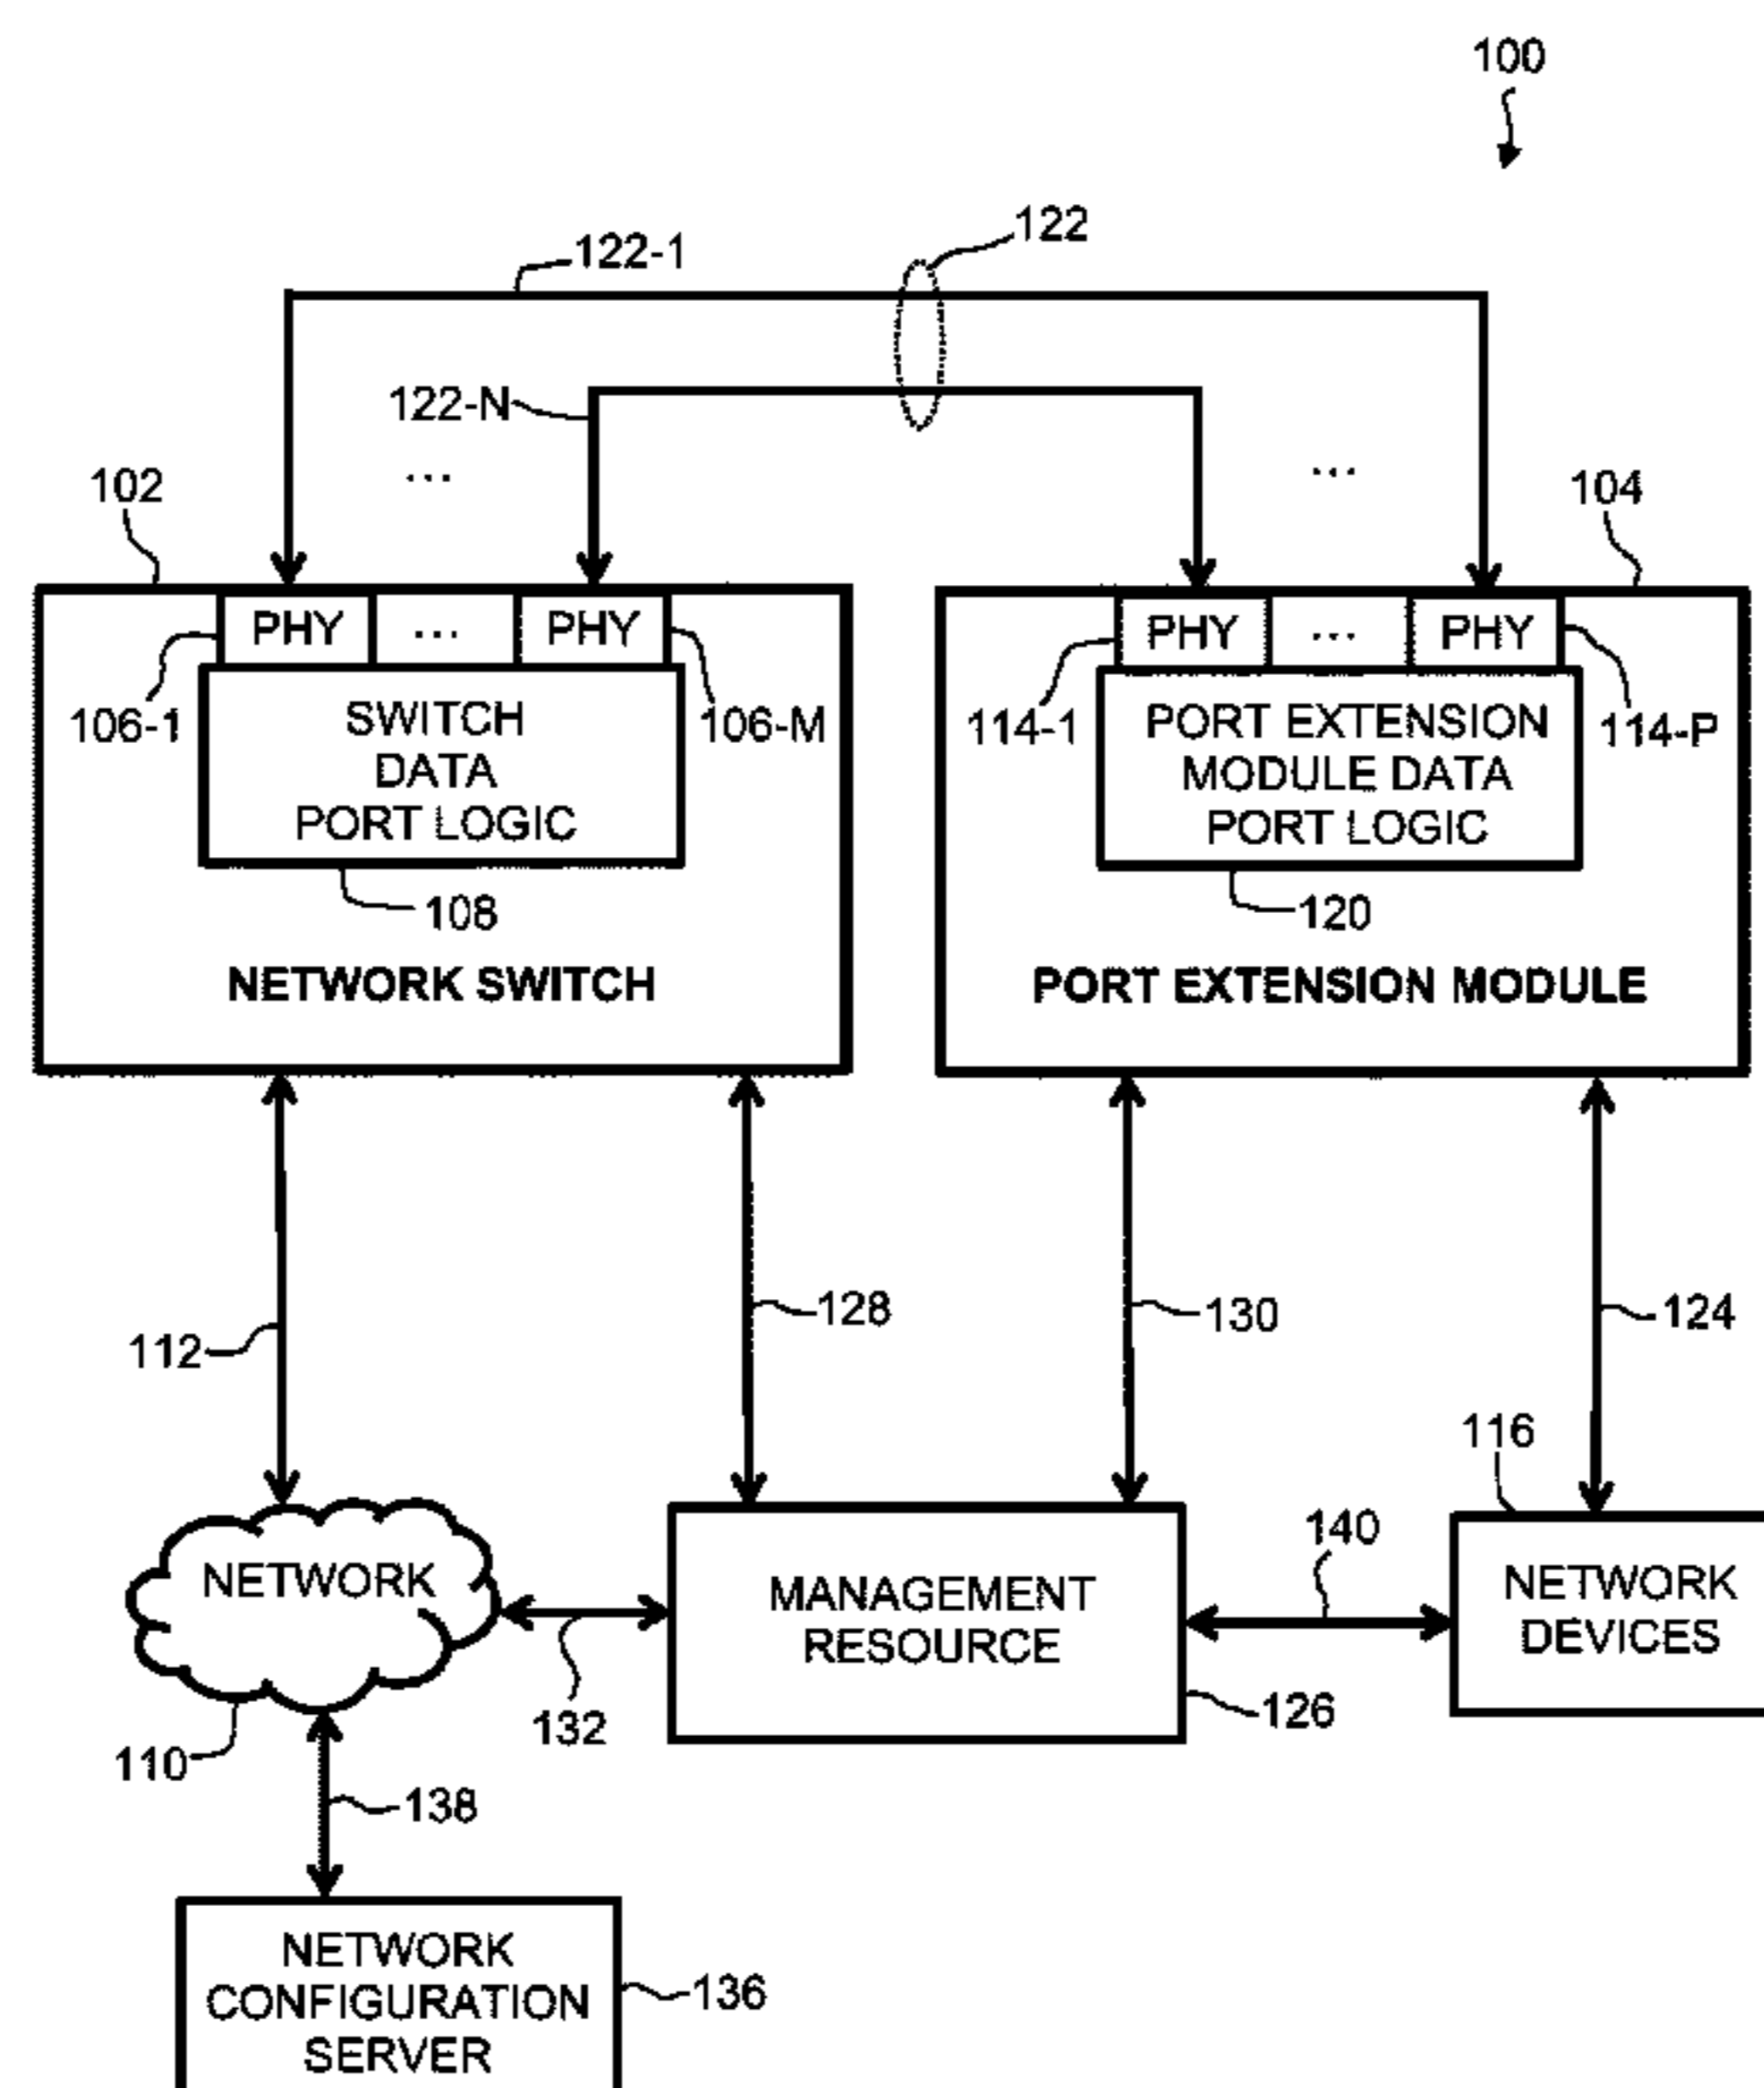 100
122
122-1
122-N
...
...
102
104
PHY ... PHY
PHY ... PHY
106-1
106-M
114-1
114-P
SWITCH
DATA
PORT LOGIC
PORT EXTENSION
MODULE DATA
PORT LOGIC
108
120
NETWORK SWITCH
PORT EXTENSION MODULE
112
128
130
124
116
140
NETWORK
MANAGEMENT
RESOURCE
NETWORK
DEVICES
132
126
110
138
NETWORK
CONFIGURATION
SERVER
136